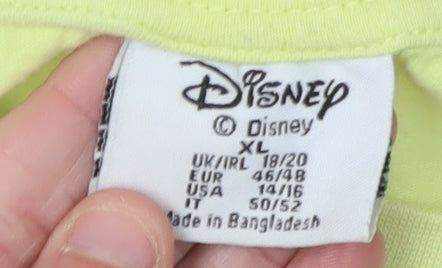 Disney
© Disney
XL
UK/IRL 18/20
EUR 46/48
USA 14/16
IT 50/52
Made in Bangladesh